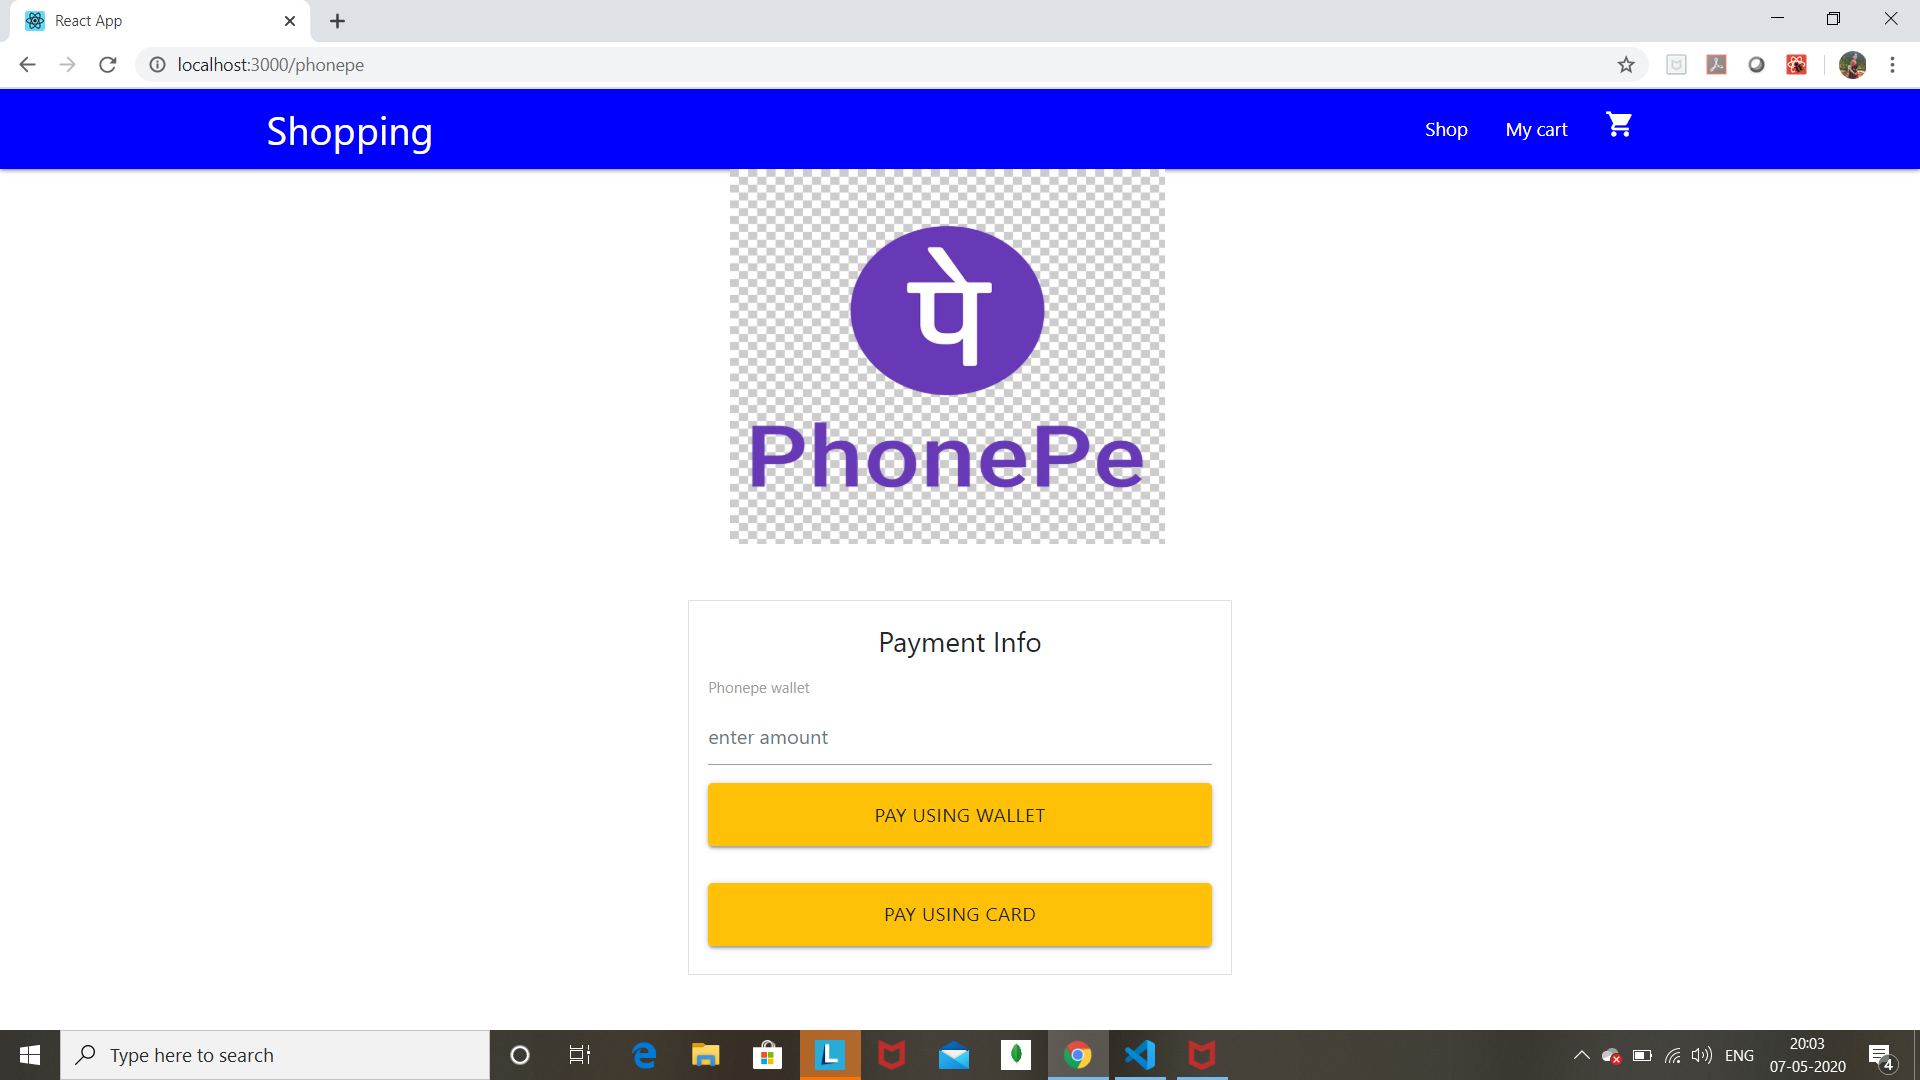 React App
localhost:3000/phonepe
Shopping
Shop
My cart
पे
PhonePe
Payment Info
Phonepe wallet
enter amount
PAY USING WALLET
PAY USING CARD
Type here to search
L
ENG
20:03
07-05-2020
4